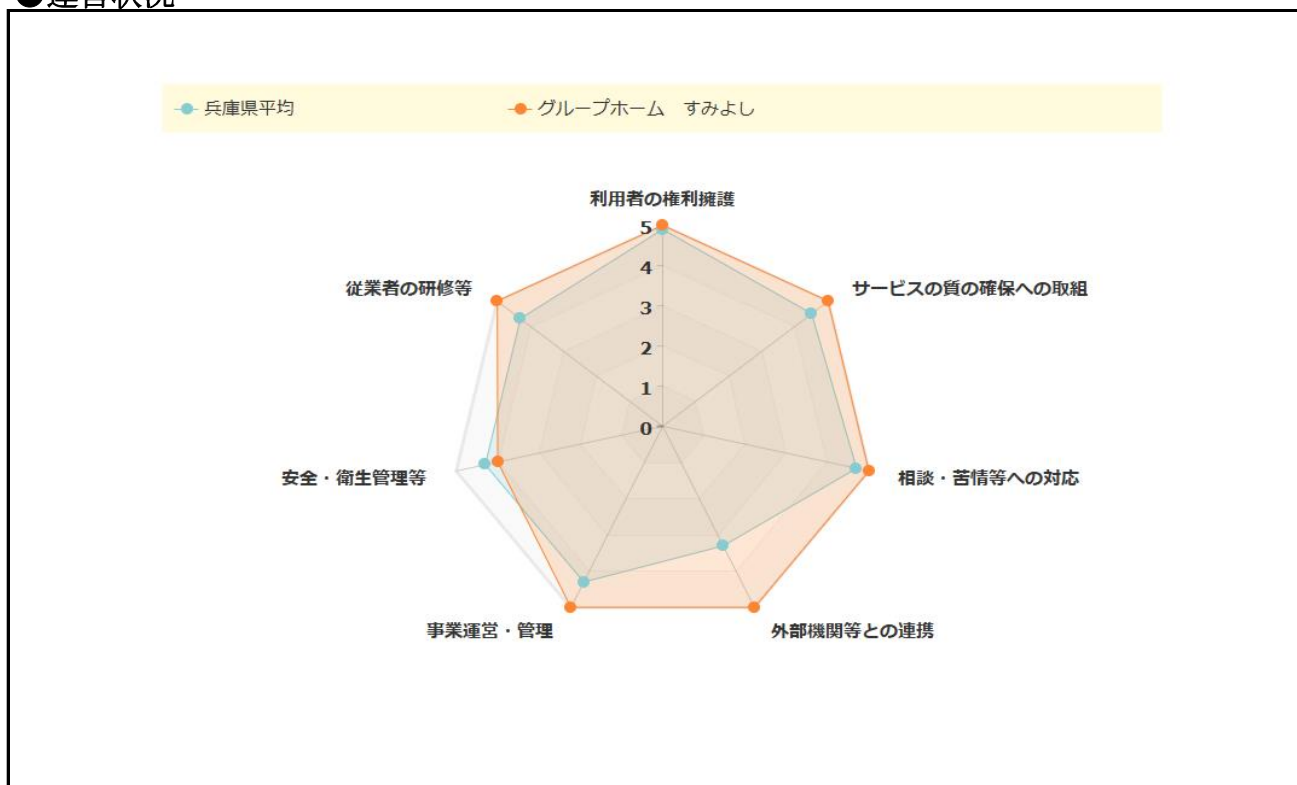 ●運営状況
兵庫県平均
グループホーム　すみよし
利用者の権利擁護
5
従業者の研修等
サービスの質の確保への取組
4
3
2
1
0
安全・衛生管理等
相談・苦情等への対応
事業運営・管理
外部機関等との連携